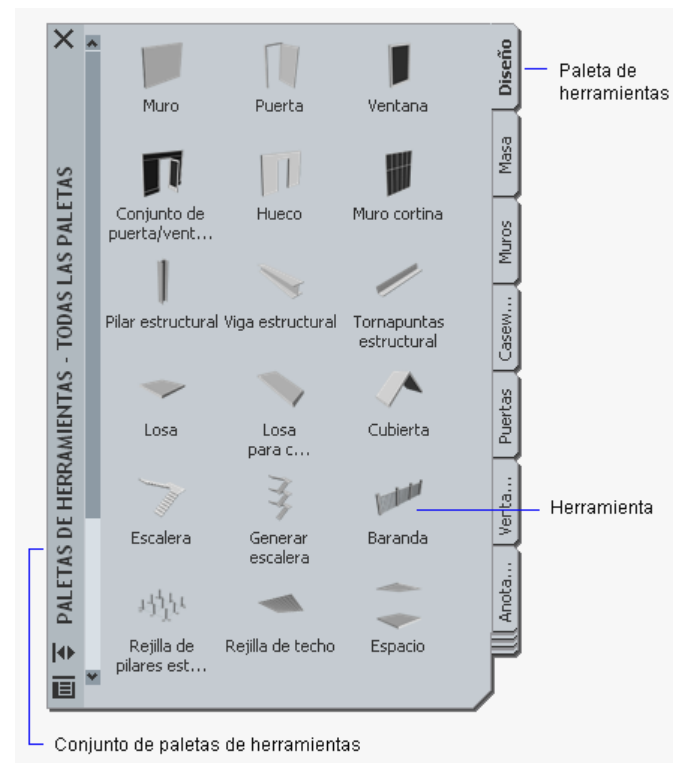 PALETAS DE HERRAMIENTAS - TODAS LAS PALETAS
Muro
Puerta
Ventana
Conjunto de
puerta/vent...
Hueco
Muro cortina
Pilar estructural
Viga estructural
Tornapuntas
estructural
Losa
Losa
para c...
Cubierta
Escalera
Generar
escalera
Baranda
Rejilla de
pilares est...
Rejilla de techo
Espacio
Diseño
Masa
Muros
Casew...
Puertas
Venta...
Anota...
Paleta de
herramientas
Herramienta
Conjunto de paletas de herramientas